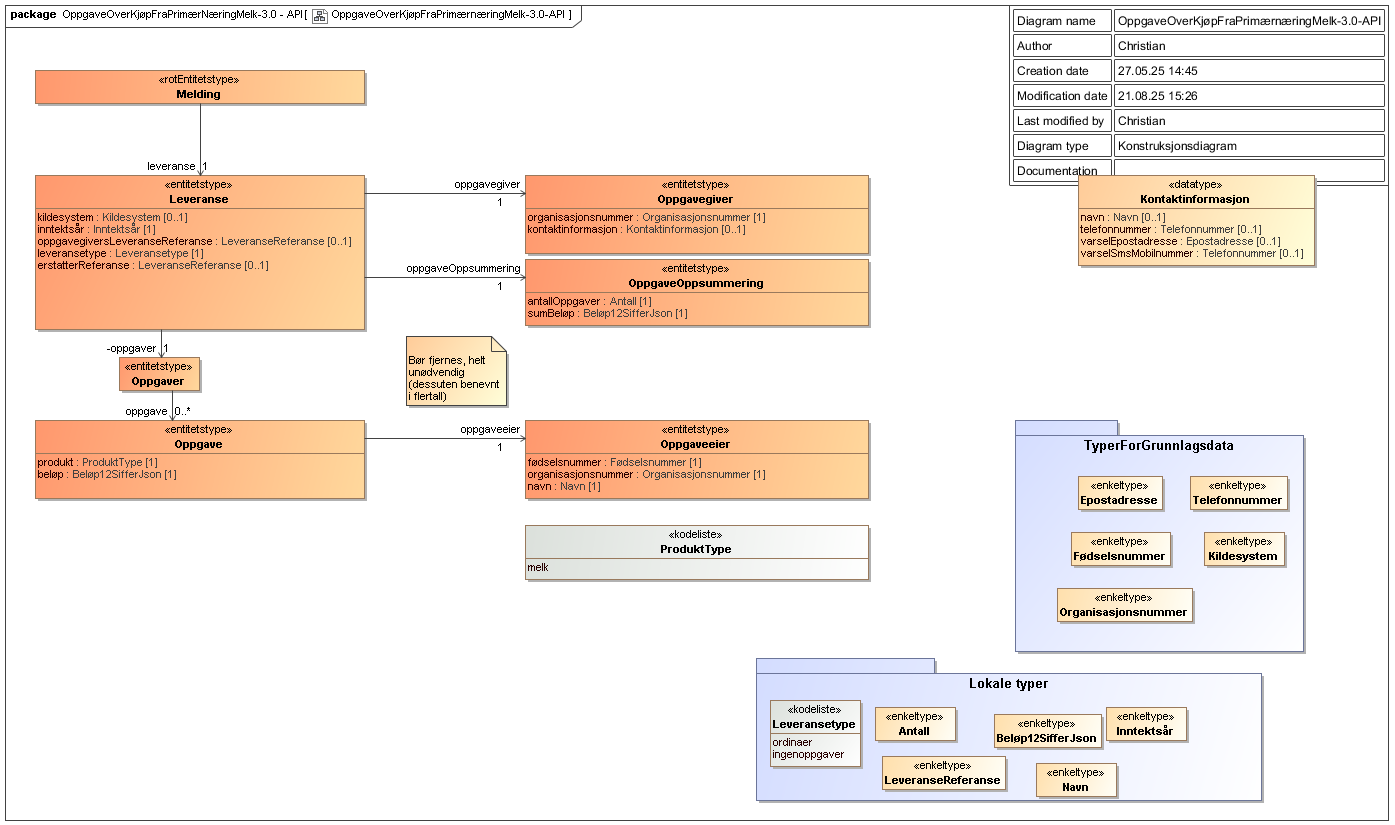 package OppgaveOverKjøpFraPrimærNæringMelk-3.0 - API [ OppgaveOverKjøpFraPrimærnæringMelk-3.0-API ]
Diagram name OppgaveOverKjøpFraPrimærnæringMelk-3.0-API
Author Christian
Creation date 27.05.25 14:45
Modification date 21.08.25 15:26
Last modified by Christian
Diagram type Konstruksjonsdiagram
Documentation
«rotEntitetstype»
Melding
leveranse 1
«entitetstype»
Leveranse
kildesystem : Kildesystem [0..1]
inntektsår : Inntektsår [1]
oppgavegiversLeveranseReferanse : LeveranseReferanse [0..1]
leveransetype : Leveransetype [1]
erstatterReferanse : LeveranseReferanse [0..1]
oppgavegiver
1
«entitetstype»
Oppgavegiver
organisasjonsnummer : Organisasjonsnummer [1]
kontaktinformasjon : Kontaktinformasjon [0..1]
«datatype»
Kontaktinformasjon
navn : Navn [0..1]
telefonnummer : Telefonnummer [0..1]
varselEpostadresse : Epostadresse [0..1]
varselSmsMobilnummer : Telefonnummer [0..1]
oppgaveOppsummering
1
«entitetstype»
OppgaveOppsummering
antallOppgaver : Antall [1]
sumBeløp : Beløp12SifferJson [1]
-oppgaver 1
«entitetstype»
Oppgaver
Bør fjernes, helt
unødvendig
(dessuten benevnt
i flertall)
oppgave 0..*
«entitetstype»
Oppgave
produkt : ProduktType [1]
beløp : Beløp12SifferJson [1]
oppgaveeier
1
«entitetstype»
Oppgaveeier
fødselsnummer : Fødselsnummer [1]
organisasjonsnummer : Organisasjonsnummer [1]
navn : Navn [1]
«kodeliste»
ProduktType
melk
TyperForGrunnlagsdata
«enkeltype»
Epostadresse
«enkeltype»
Telefonnummer
«enkeltype»
Fødselsnummer
«enkeltype»
Kildesystem
«enkeltype»
Organisasjonsnummer
Lokale typer
«kodeliste»
Leveransetype
ordinaer
ingenoppgaver
«enkeltype»
Antall
«enkeltype»
Beløp12SifferJson
«enkeltype»
Inntektsår
«enkeltype»
LeveranseReferanse
«enkeltype»
Navn